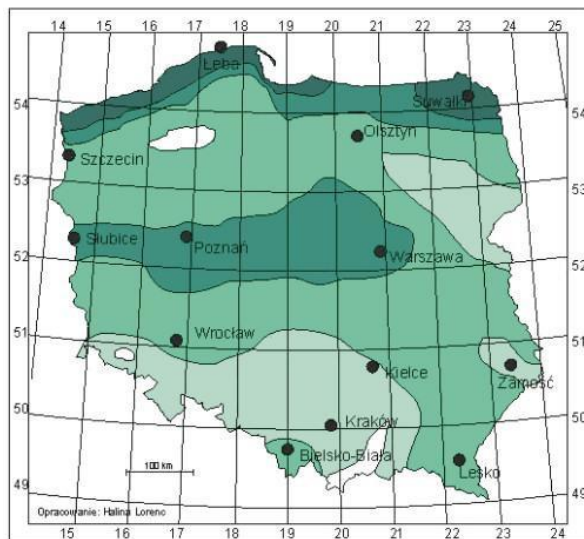 14 15 16 17 18 19 20 21 22 23 24 25
Łeba
54
Suwałki
54
Olsztyn
Szczecin
53
53
Słubice
Poznań
Warszawa
52
52
Wrocław
51
51
Kielce
Zamość
50
50
Kraków
Bielsko-Biała
Lesko
100 km
49
49
Opracowanie: Halina Lorenc
15 16 17 18 19 20 21 22 23 24